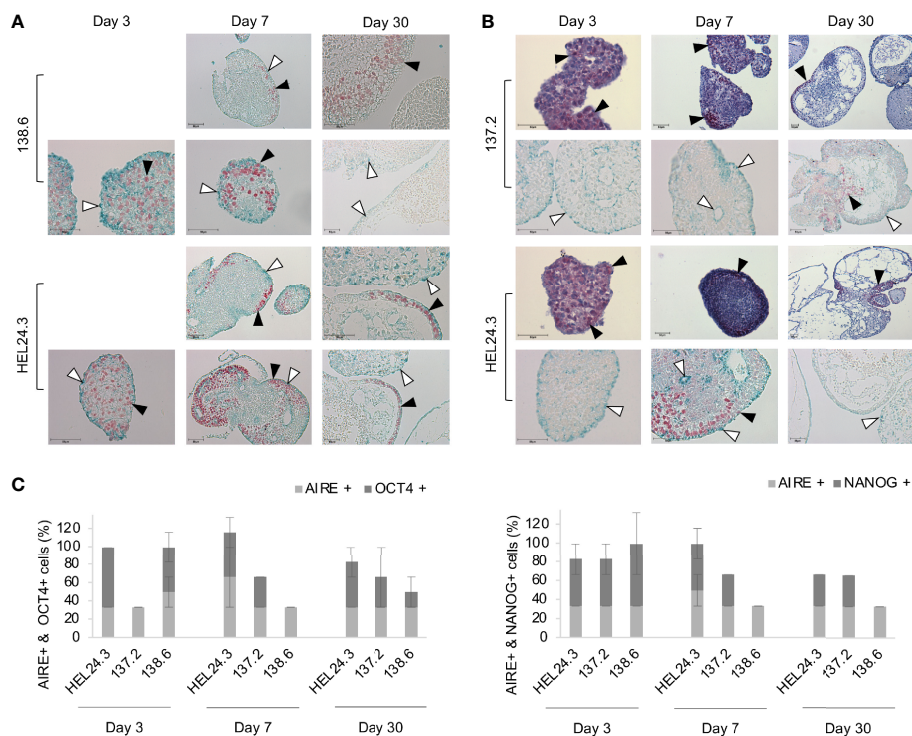 A
Day 3 Day 7 Day 30
138.6
HEL24.3
B
Day 3 Day 7 Day 30
137.2
HEL24.3
C
AIRE + OCT4 +
AIRE+ & OCT4+ cells (%)
120
100
80
60
40
20
0
HEL24.3 137.2 138.6 HEL24.3 137.2 138.6 HEL24.3 137.2 138.6
Day 3 Day 7 Day 30
AIRE + NANOG +
AIRE+ & NANOG+ cells (%)
120
100
80
60
40
20
0
HEL24.3 137.2 138.6 HEL24.3 137.2 138.6 HEL24.3 137.2 138.6
Day 3 Day 7 Day 30